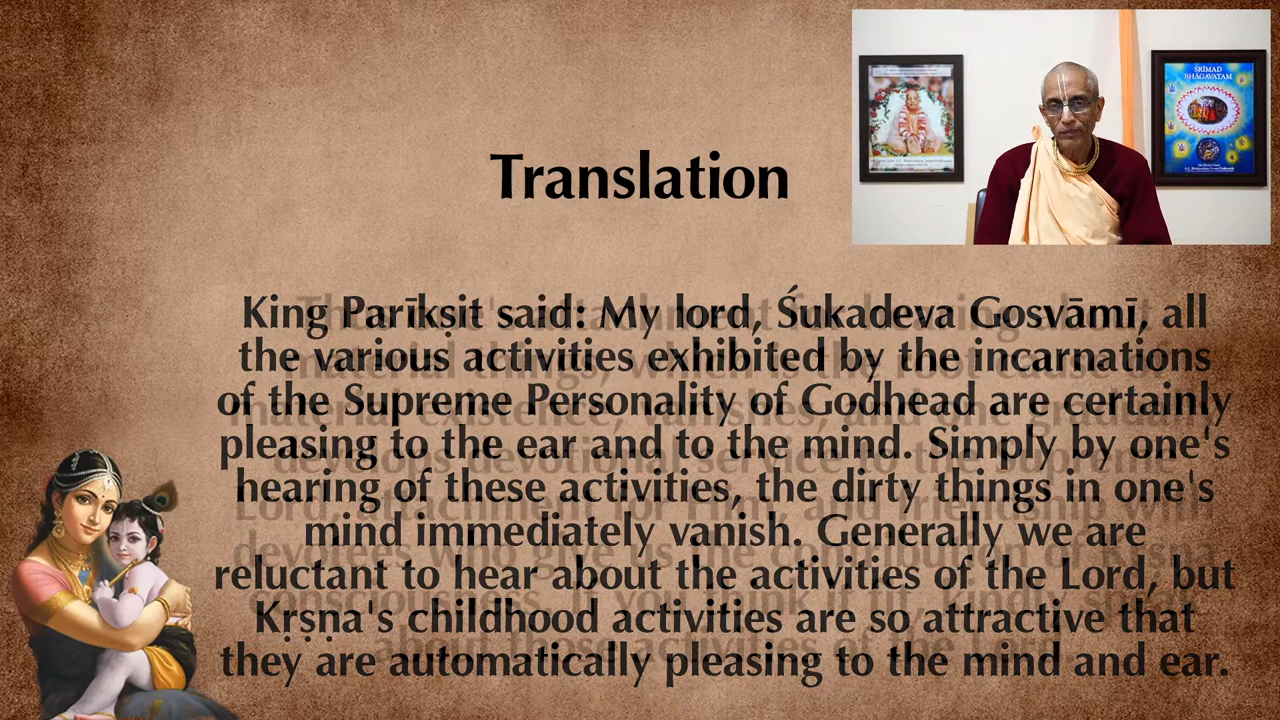 Translation
ŚRĪMAD
BHĀGAVATAM
King Parīkṣit said: My lord, Śukadeva Gosvāmī, all
the various activities exhibited by the incarnations
of the Supreme Personality of Godhead are certainly
pleasing to the ear and to the mind. Simply by one's
hearing of these activities, the dirty things in one's
mind immediately vanish. Generally we are
reluctant to hear about the activities of the Lord, but
Kṛṣṇa's childhood activities are so attractive that
they are automatically pleasing to the mind and ear.